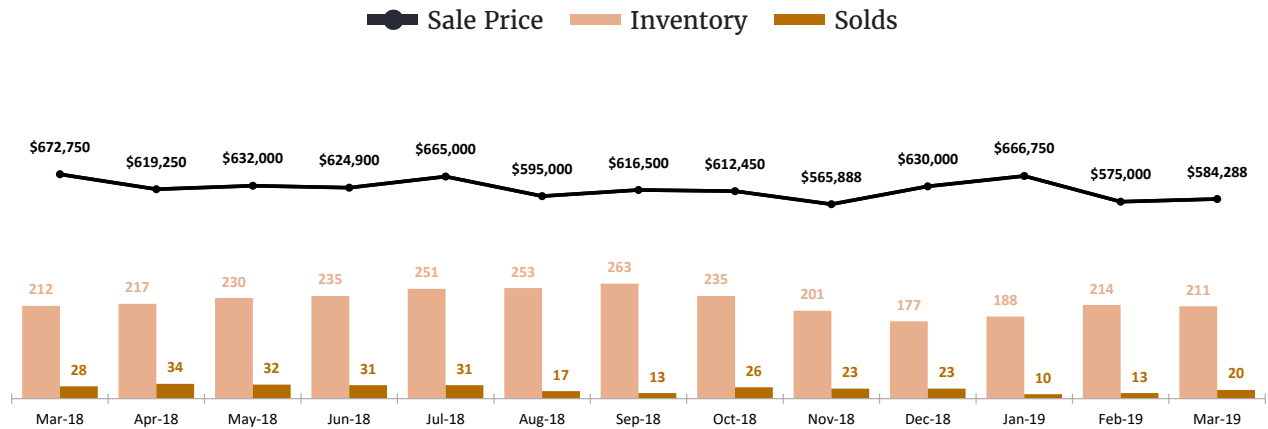 Sale Price Inventory Solds
$672,750 $619,250 $632,000 $624,900 $665,000 $595,000 $616,500 $612,450 $565,888 $630,000 $666,750 $575,000 $584,288
212 217 230 235 251 253 263 235 201 177 188 214 211
28 34 32 31 31 17 13 26 23 23 10 13 20
Mar-18 Apr-18 May-18 Jun-18 Jul-18 Aug-18 Sep-18 Oct-18 Nov-18 Dec-18 Jan-19 Feb-19 Mar-19